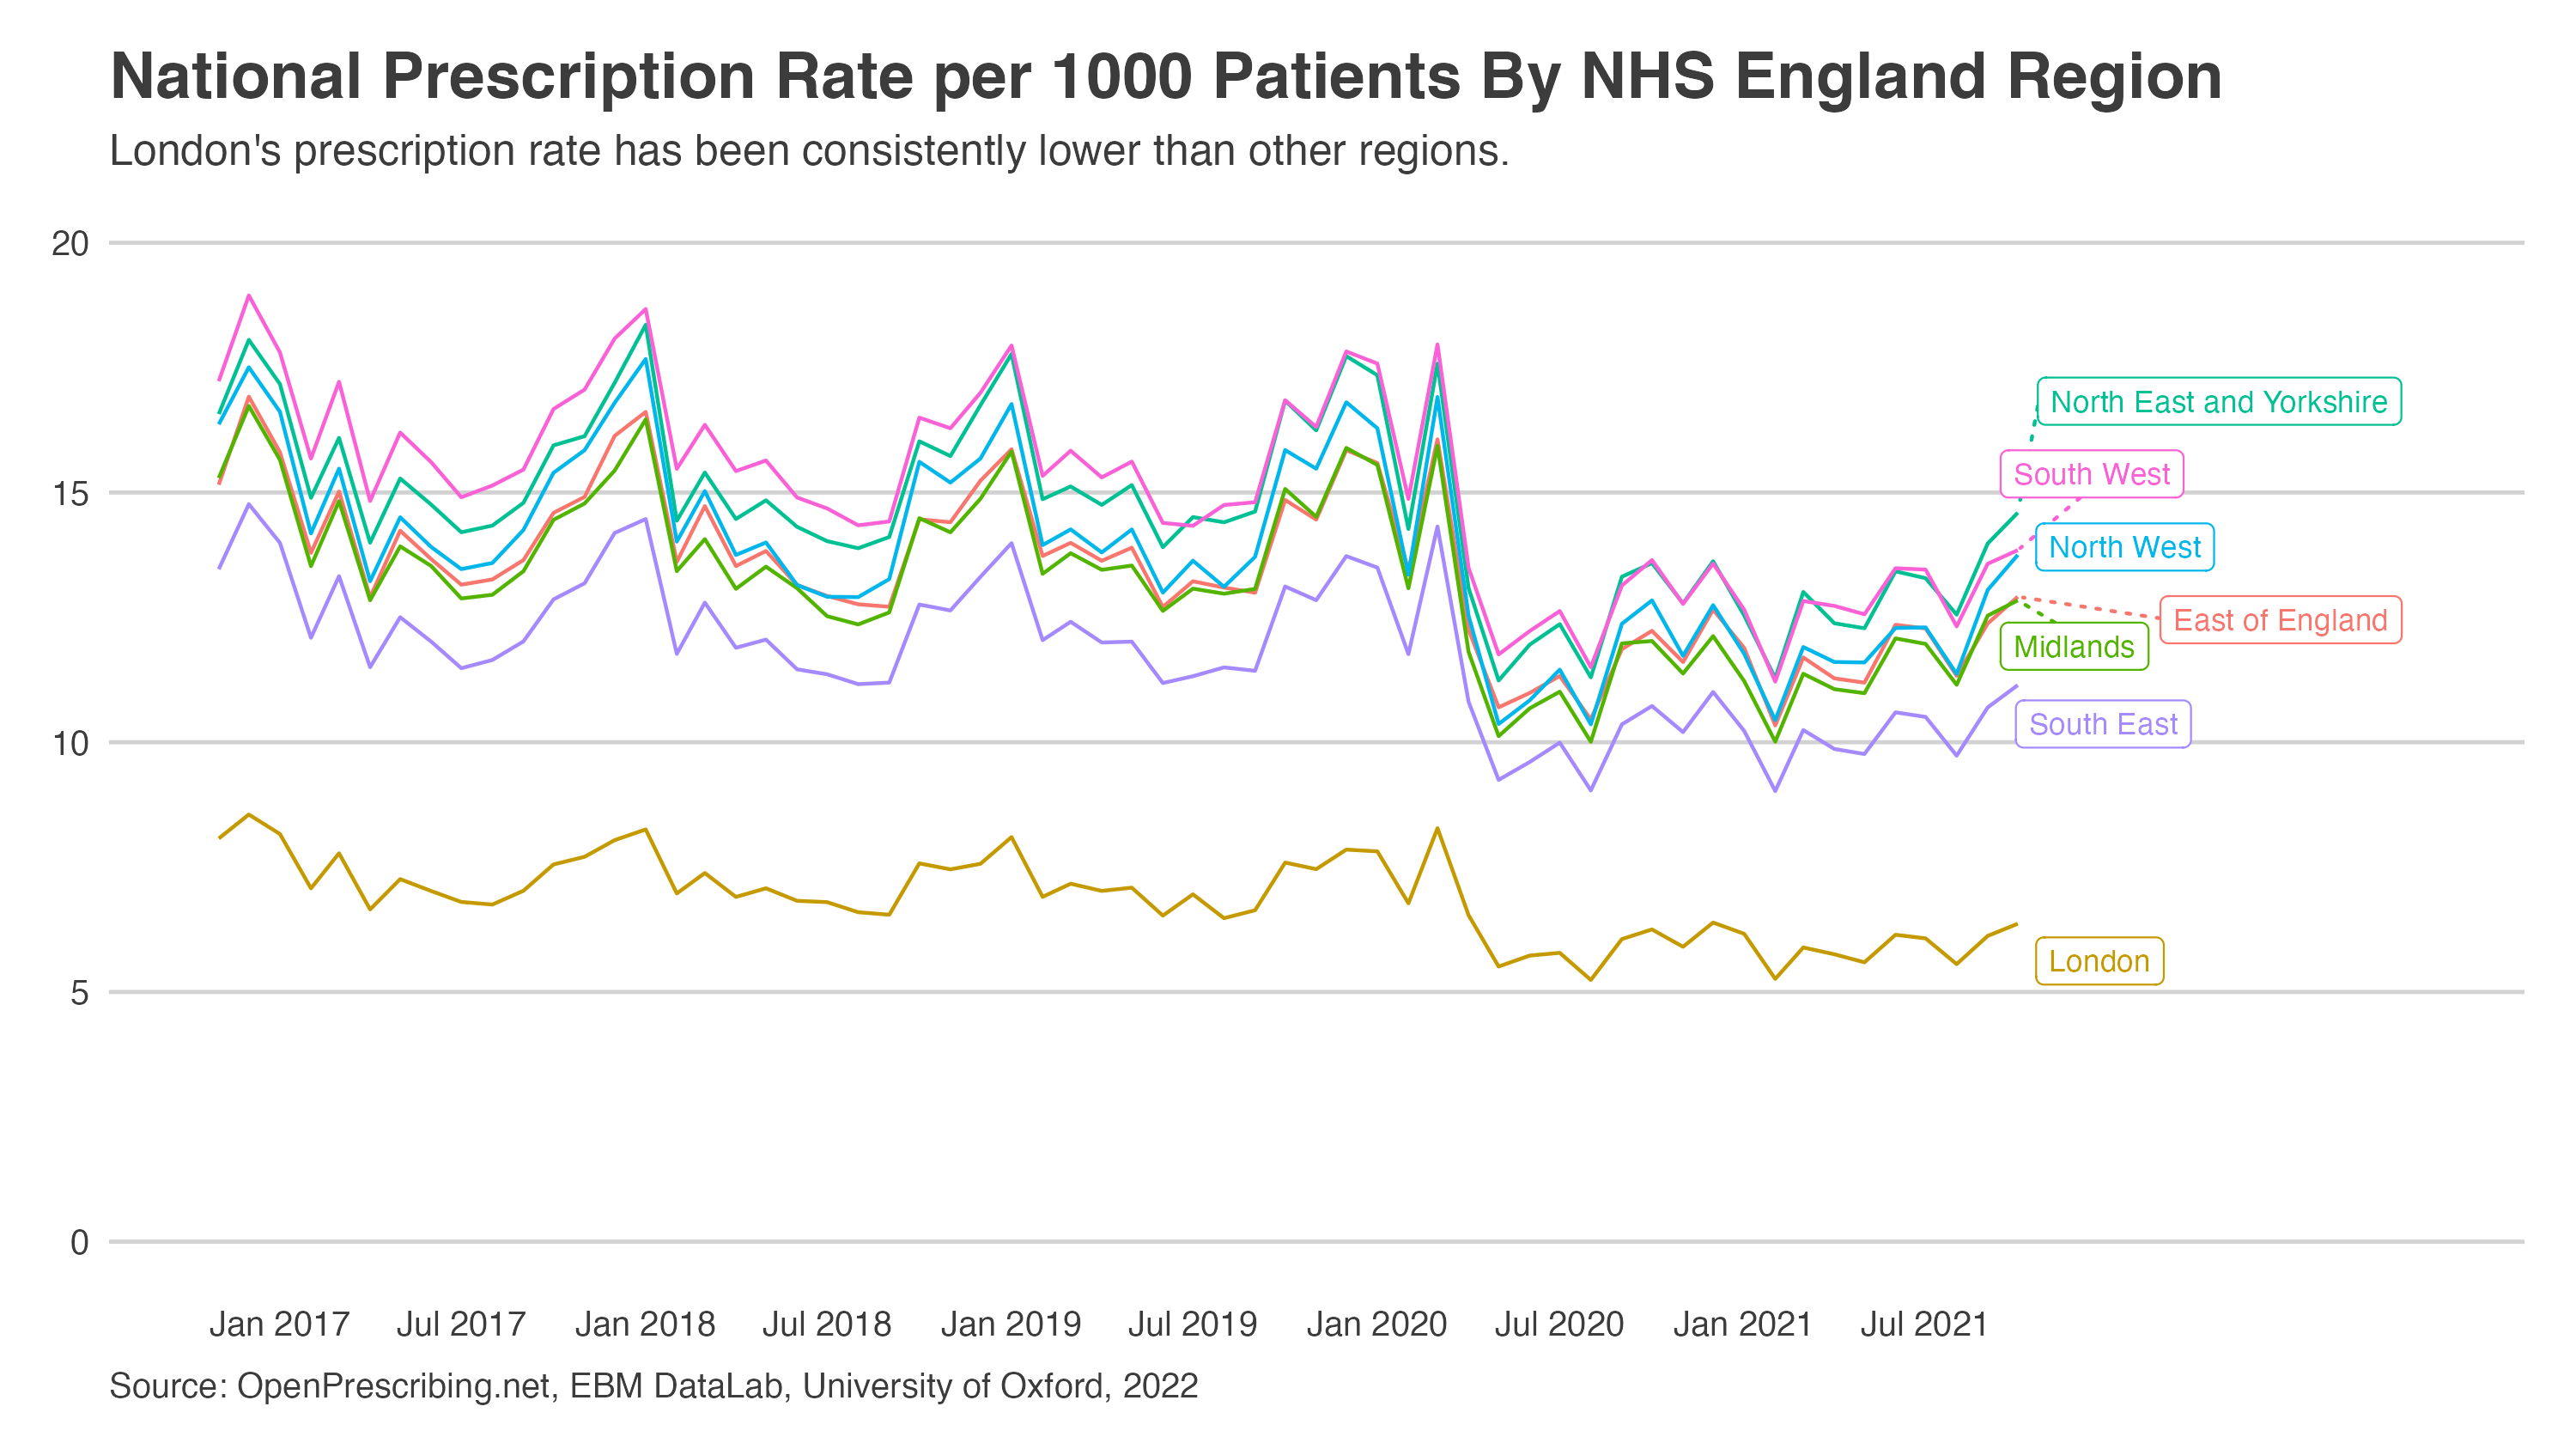 National Prescription Rate per 1000 Patients By NHS England Region
London's prescription rate has been consistently lower than other regions.
20
15
10
5
0
North East and Yorkshire
South West
North West
East of England
Midlands
South East
London
Jan 2017 Jul 2017 Jan 2018 Jul 2018 Jan 2019 Jul 2019 Jan 2020 Jul 2020 Jan 2021 Jul 2021
Source: OpenPrescribing.net, EBM DataLab, University of Oxford, 2022